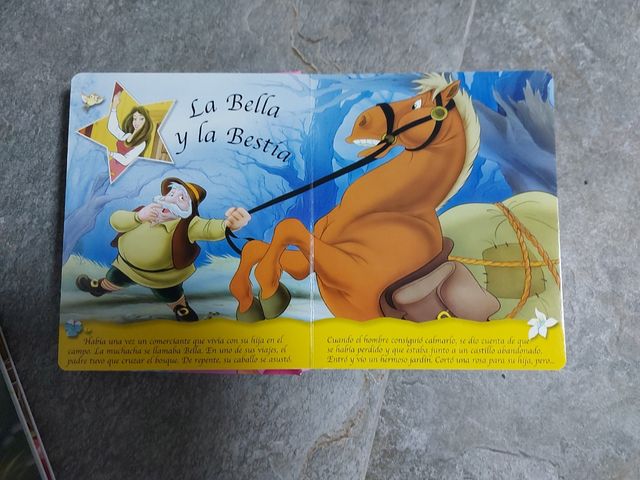 La Bella
y la Bestia
Había una vez un comerciante que vivía con su hija en el
campo. La muchacha se llamaba Bella. En uno de sus viajes, el
padre tuvo que cruzar el bosque. De repente, su caballo se asustó.
Cuando el hombre consiguió calmarlo, se dio cuenta de que
se había perdido y que estaba junto a un castillo abandonado.
Entró y vio un hermoso jardín. Cortó una rosa para su hija, pero...